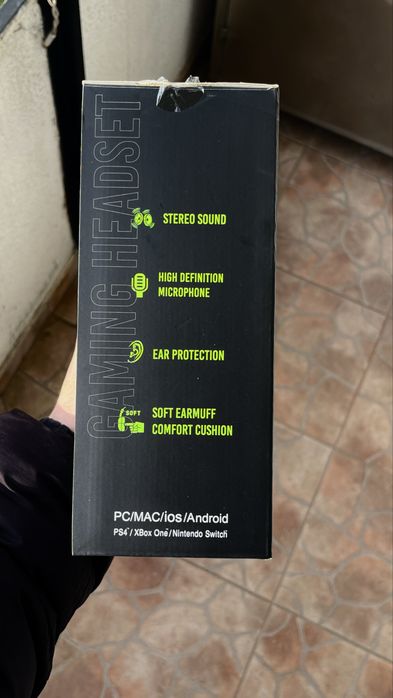 GAMING HEADSET
STEREO SOUND
HIGH DEFINITION
MICROPHONE
EAR PROTECTION
SOFT
SOFT EARMUFF
COMFORT CUSHION
PC/MAC/ios/Android
PS4/XBox One/Nintendo Switch